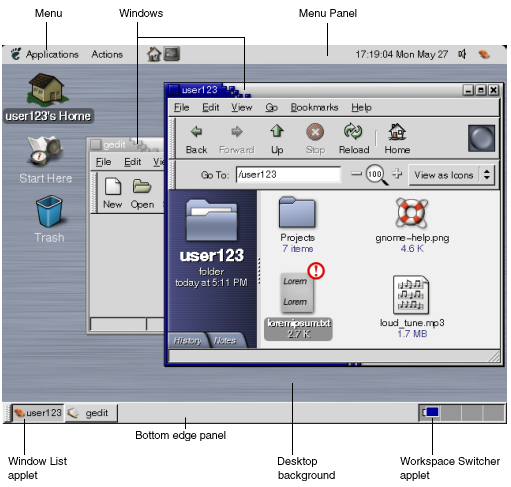 Menu Windows Menu Panel
Applications Actions 17:19:04 Mon May 27
user123's Home
Start Here
Trash
gedit
File Edit
New Open
user123
File Edit View Go Bookmarks Help
Back Forward Up Stop Reload Home
Go To: /user123 100 View as Icons
user123
folder
today at 5:11 PM
History Notes
Projects
7 items
gnome-help.png
4.6 K
Lorem
Lorem
loremipsum.txt
2.7 K
loud_tune.mp3
1.7 MB
user123 gedit
Bottom edge panel
Window List
applet
Desktop
background
Workspace Switcher
applet